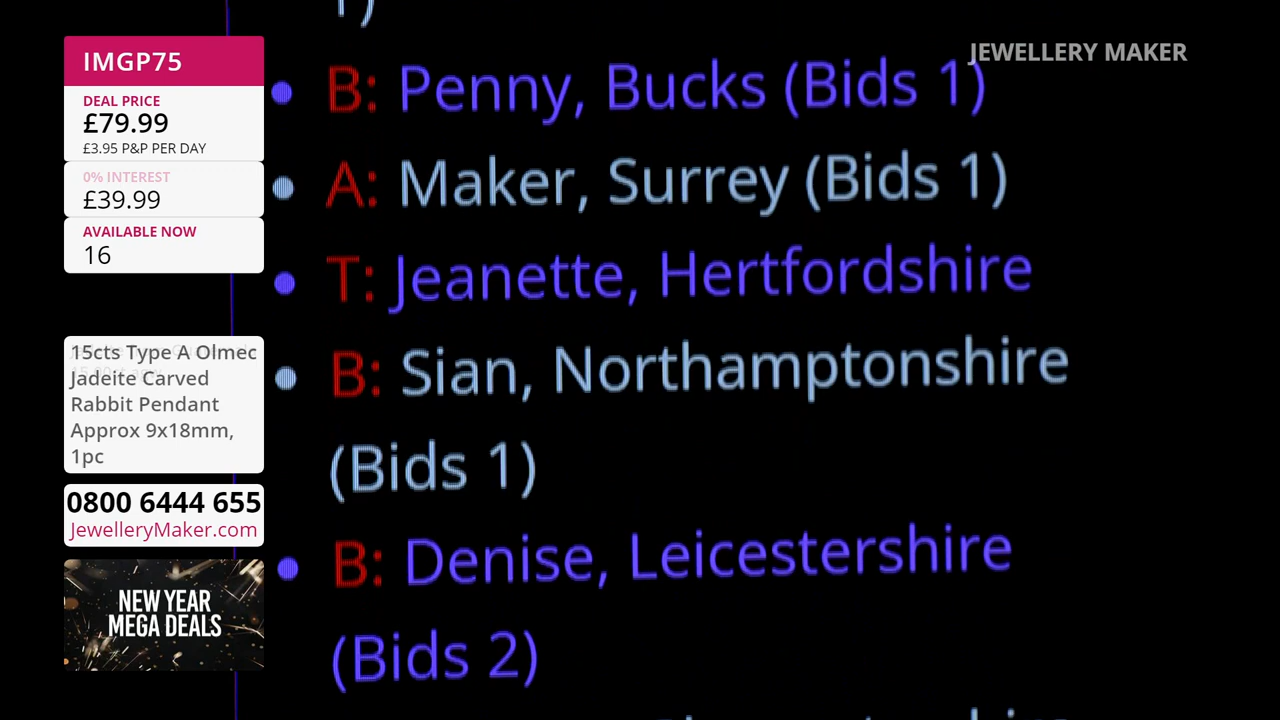 1)
JEWELLERY MAKER
IMGP75
DEAL PRICE
£79.99
£3.95 P&P PER DAY
0% INTEREST
£39.99
AVAILABLE NOW
16
15cts Type A Olmec
Jadeite Carved
Rabbit Pendant
Approx 9x18mm,
1pc
0800 6444 655
JewelleryMaker.com
NEW YEAR
MEGA DEALS
B: Penny, Bucks (Bids 1)
A: Maker, Surrey (Bids 1)
T: Jeanette, Hertfordshire
B: Sian, Northamptonshire
(Bids 1)
B: Denise, Leicestershire
(Bids 2)